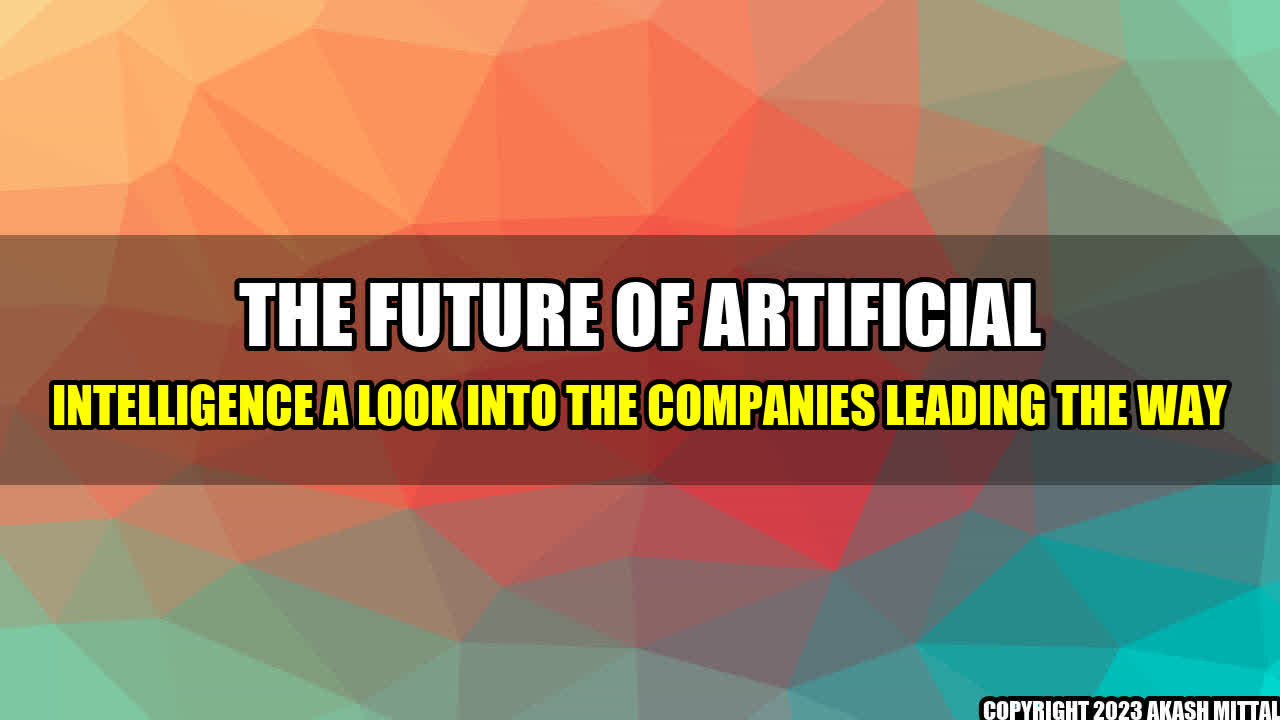 THE FUTURE OF ARTIFICIAL
INTELLIGENCE A LOOK INTO THE COMPANIES LEADING THE WAY
COPYRIGHT 2023 AKASH MITTAL